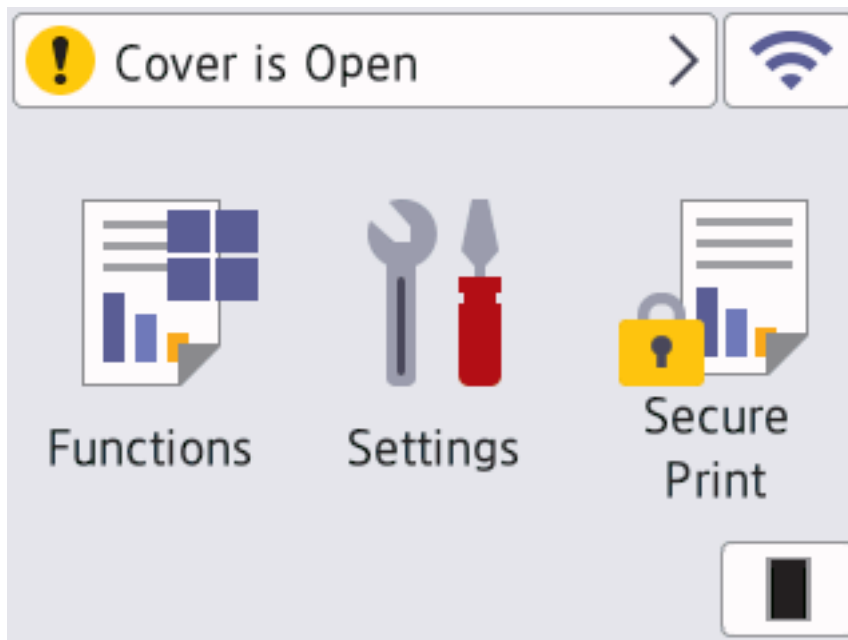 Cover is Open
Functions
Settings
Secure
Print